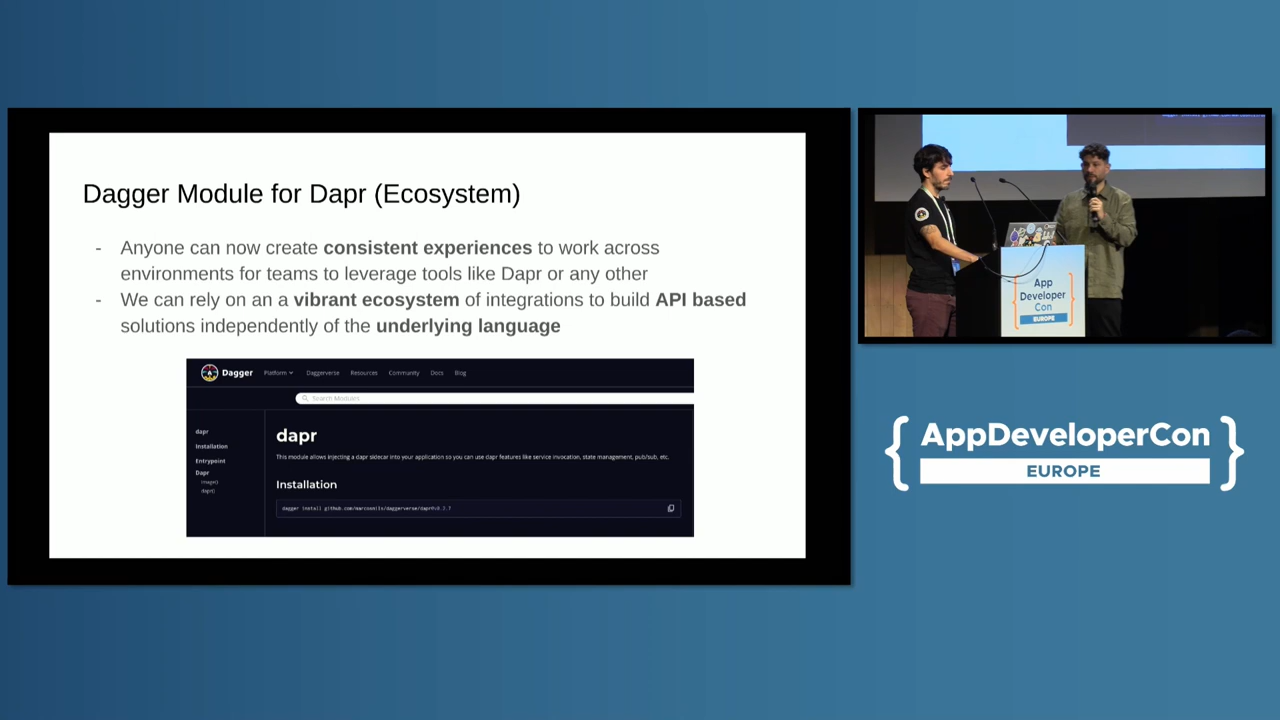 Dagger Module for Dapr (Ecosystem)
- Anyone can now create consistent experiences to work across
environments for teams to leverage tools like Dapr or any other
- We can rely on an a vibrant ecosystem of integrations to build API based
solutions independently of the underlying language
Dagger Platform Daggerverse Resources Community Docs Blog
Search Modules
dapr
Installation
Entrypoint
Dapr
image()
dapr()
dapr
This module allows injecting a dapr sidecar into your application so you can use dapr features like service invocation, state management, pub/sub, etc.
Installation
App
Developer
Con
EUROPE
AppDeveloperCon
EUROPE